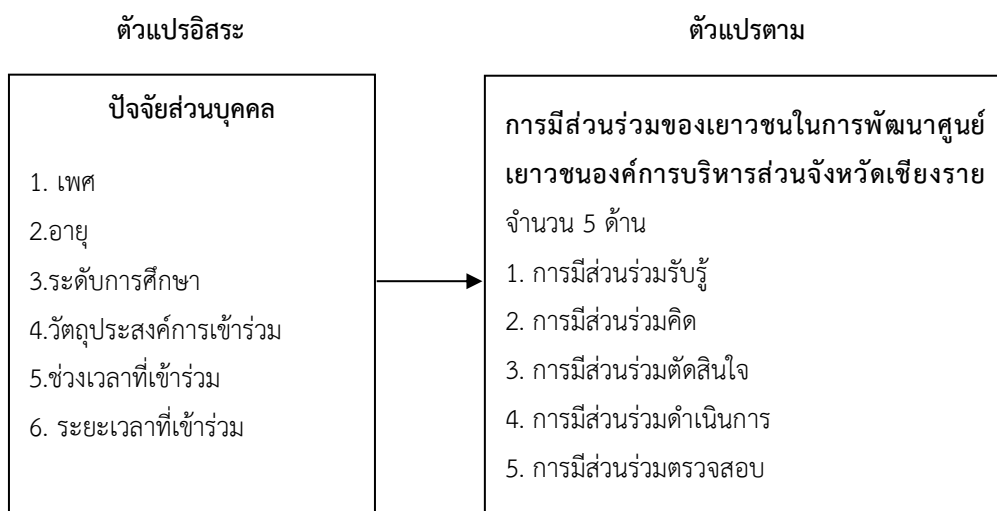 ตัวแปรอิสระ
ตัวแปรตาม
ปัจจัยส่วนบุคคล
1. เพศ
2.อายุ
3.ระดับการศึกษา
4.วัตถุประสงค์การเข้าร่วม
5.ช่วงเวลาที่เข้าร่วม
6. ระยะเวลาที่เข้าร่วม
การมีส่วนร่วมของเยาวชนในการพัฒนาศูนย์
เยาวชนองค์การบริหารส่วนจังหวัดเชียงราย
จำนวน 5 ด้าน
1. การมีส่วนร่วมรับรู้
2. การมีส่วนร่วมคิด
3. การมีส่วนร่วมตัดสินใจ
4. การมีส่วนร่วมดำเนินการ
5. การมีส่วนร่วมตรวจสอบ